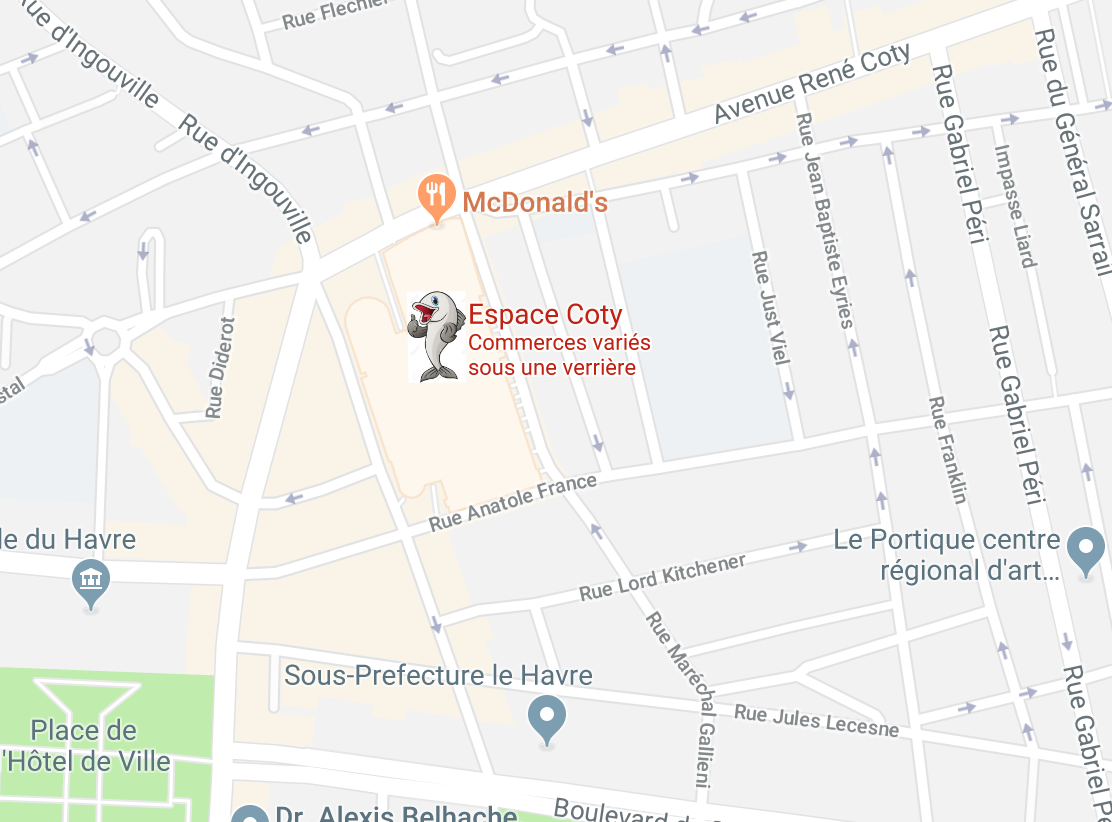 Rue Flechier
Rue d'Ingouville
Rue d'Ingouville
Avenue René Coty
Rue du Général Sarrail
Rue Gabriel Péri
Rue Jean Baptiste Eyriès
Impasse Liard
McDonald's
Rue Just Viel
Espace Coty
Commerces variés
sous une verrière
Rue Diderot
Rue Gabriel Péri
Rue Franklin
Rue Anatole France
le du Havre
Le Portique centre
régional d'art...
Rue Lord Kitchener
Rue Maréchal Gallieni
Sous-Prefecture le Havre
Rue Jules Lecesne
Rue Gabriel Pé
Place de
l'Hôtel de Ville
Boulevard de
Dr. Alexis Belhache